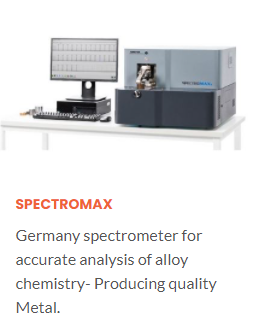 SPECTROMAX
Germany spectrometer for
accurate analysis of alloy
chemistry- Producing quality
Metal.